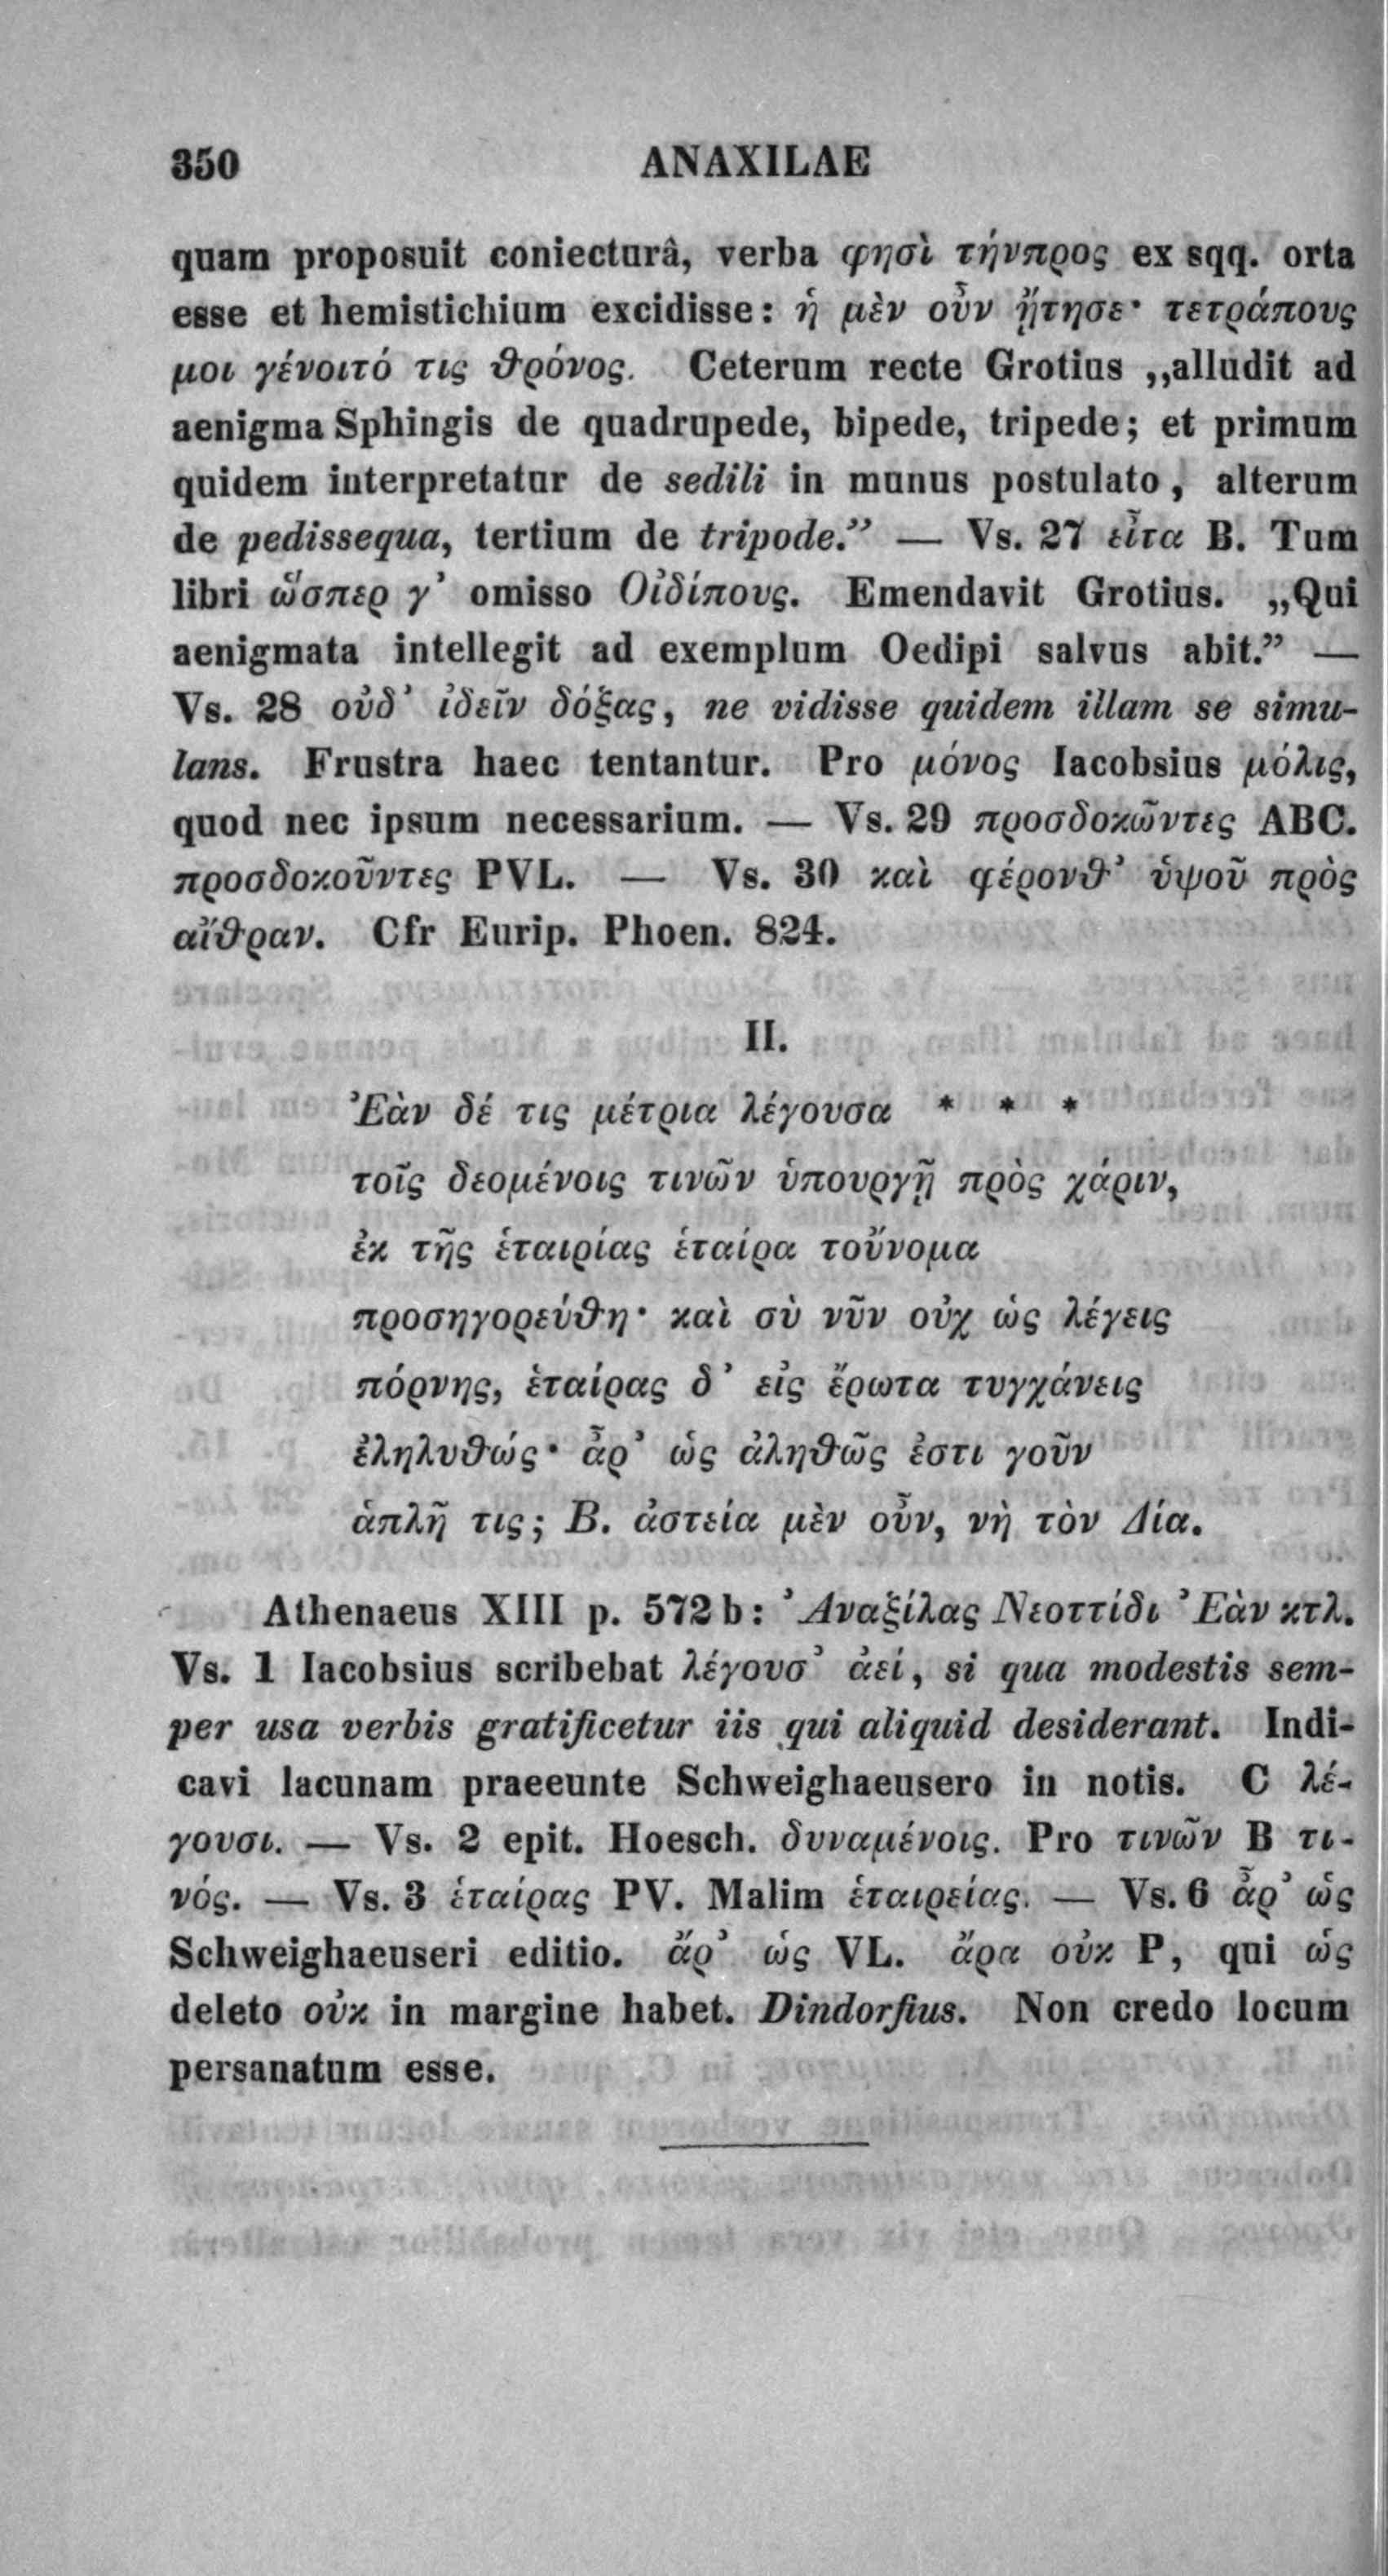 350 ANAXILAE
quam proposuit coniecturâ, verba φησὶ τήνπρος ex sqq. orta
esse et hemistichium excidisse: ἡ μὲν οὖν ᾔτησε· τετράπους
μοι γένοιτό τις θρόνος. Ceterum recte Grotius „alludit ad
aenigma Sphingis de quadrupede, bipede, tripede; et primum
quidem interpretatur de sedili in munus postulato, alterum
de pedissequa, tertium de tripode.” — Vs. 27 εἶτα B. Tum
libri ὥσπερ γ’ omisso Οἰδίπους. Emendavit Grotius. „Qui
aenigmata intellegit ad exemplum Oedipi salvus abit.” —
Vs. 28 οὐδ’ ἰδεῖν δόξας, ne vidisse quidem illam se simu-
lans. Frustra haec tentantur. Pro μόνος Iacobsius μόλις,
quod nec ipsum necessarium. — Vs. 29 προσδοκῶντες ABC.
προσδοκοῦντες PVL. — Vs. 30 καὶ φέρονθ’ ὑψοῦ πρὸς
αἴθραν. Cfr Eurip. Phoen. 824.
II.
Ἐὰν δέ τις μέτρια λέγουσα * * *
τοῖς δεομένοις τινῶν ὑπουργῇ πρὸς χάριν,
ἐκ τῆς ἑταιρίας ἑταίρα τοὔνομα
προσηγορεύθη· καὶ σὺ νῦν οὐχ ὡς λέγεις
πόρνης, ἑταίρας δ’ εἰς ἔρωτα τυγχάνεις
ἐληλυθώς· ἆρ’ ὡς ἀληθῶς ἐστι γοῦν
ἁπλῆ τις; B. ἀστεία μὲν οὖν, νὴ τὸν Δία.
Athenaeus XIII p. 572 b: Ἀναξίλας Νεοττίδι Ἐὰν κτλ.
Vs. 1 Iacobsius scribebat λέγουσ’ ἀεί, si qua modestis sem-
per usa verbis gratificetur iis qui aliquid desiderant. Indi-
cavi lacunam praeeunte Schweighaeusero in notis. C λέ-
γουσι. — Vs. 2 epit. Hoesch. δυναμένοις. Pro τινῶν B τι-
νός. — Vs. 3 ἑταίρας PV. Malim ἑταιρείας. — Vs. 6 ἆρ’ ὡς
Schweighaeuseri editio. ἄρ’ ὡς VL. ἄρα οὐκ P, qui ὡς
deleto οὐκ in margine habet. Dindorfius. Non credo locum
persanatum esse.